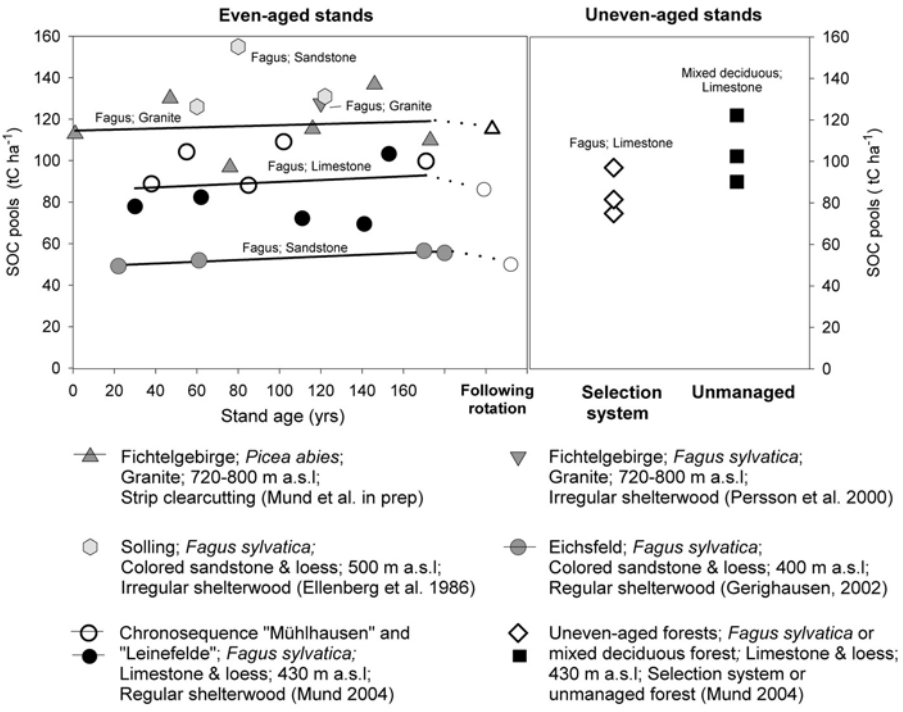 Even-aged stands
Uneven-aged stands
SOC pools (tC ha-1)
160
140
120
100
80
60
40
20
0
Fagus; Sandstone
Fagus; Granite
Fagus; Granite
Fagus; Limestone
Fagus; Sandstone
0
20
40
60
80
100
120
140
160
Following
rotation
Stand age (yrs)
Mixed deciduous;
Limestone
Fagus; Limestone
Selection
system
Unmanaged
160
140
120
100
80
60
40
20
0
SOC pools ( tC ha-1)
Fichtelgebirge; Picea abies;
Granite; 720-800 m a.s.l;
Strip clearcutting (Mund et al. in prep)
Fichtelgebirge; Fagus sylvatica;
Granite; 720-800 m a.s.l;
Irregular shelterwood (Persson et al. 2000)
Solling; Fagus sylvatica;
Colored sandstone & loess; 500 m a.s.l;
Irregular shelterwood (Ellenberg et al. 1986)
Eichsfeld; Fagus sylvatica;
Colored sandstone & loess; 400 m a.s.l;
Regular shelterwood (Gerighausen, 2002)
Chronosequence "Mühlhausen" and
"Leinefelde"; Fagus sylvatica;
Limestone & loess; 430 m a.s.l;
Regular shelterwood (Mund 2004)
Uneven-aged forests; Fagus sylvatica or
mixed deciduous forest; Limestone & loess;
430 m a.s.l; Selection system or
unmanaged forest (Mund 2004)